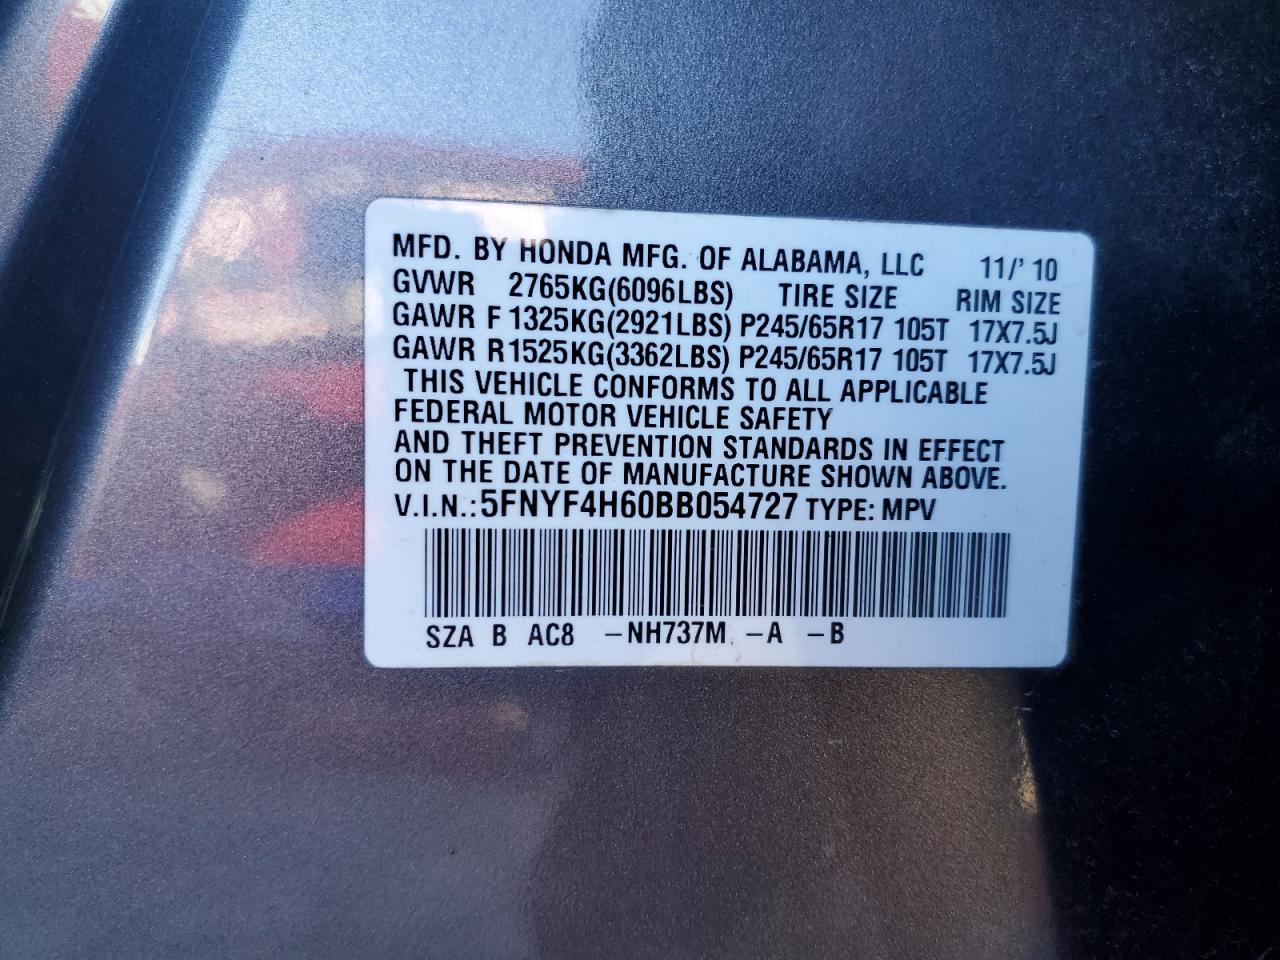 MFD. BY HONDA MFG. OF ALABAMA, LLC 11/'10
GVWR 2765KG(6096LBS) TIRE SIZE RIM SIZE
GAWR F 1325KG(2921LBS) P245/65R17 105T 17X7.5J
GAWR R 1525KG(3362LBS) P245/65R17 105T 17X7.5J
THIS VEHICLE CONFORMS TO ALL APPLICABLE
FEDERAL MOTOR VEHICLE SAFETY
AND THEFT PREVENTION STANDARDS IN EFFECT
ON THE DATE OF MANUFACTURE SHOWN ABOVE.
V.I.N.: 5FNYF4H60BB054727 TYPE: MPV
SZA B AC8 -NH737M -A -B